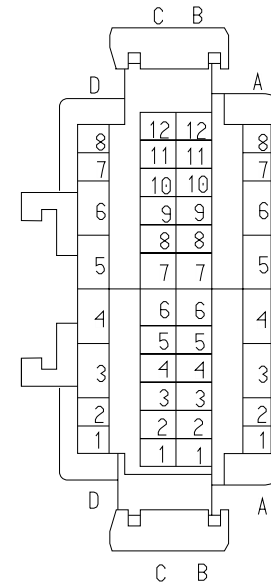 C B
D A
12 12
8 11 11 8
7 10 10 7
6 9 9 6
8 8
5 7 7 5
4 6 6 4
5 5
3 4 4 3
3 3
2 2 2 2
1 1 1 1
D A
C B